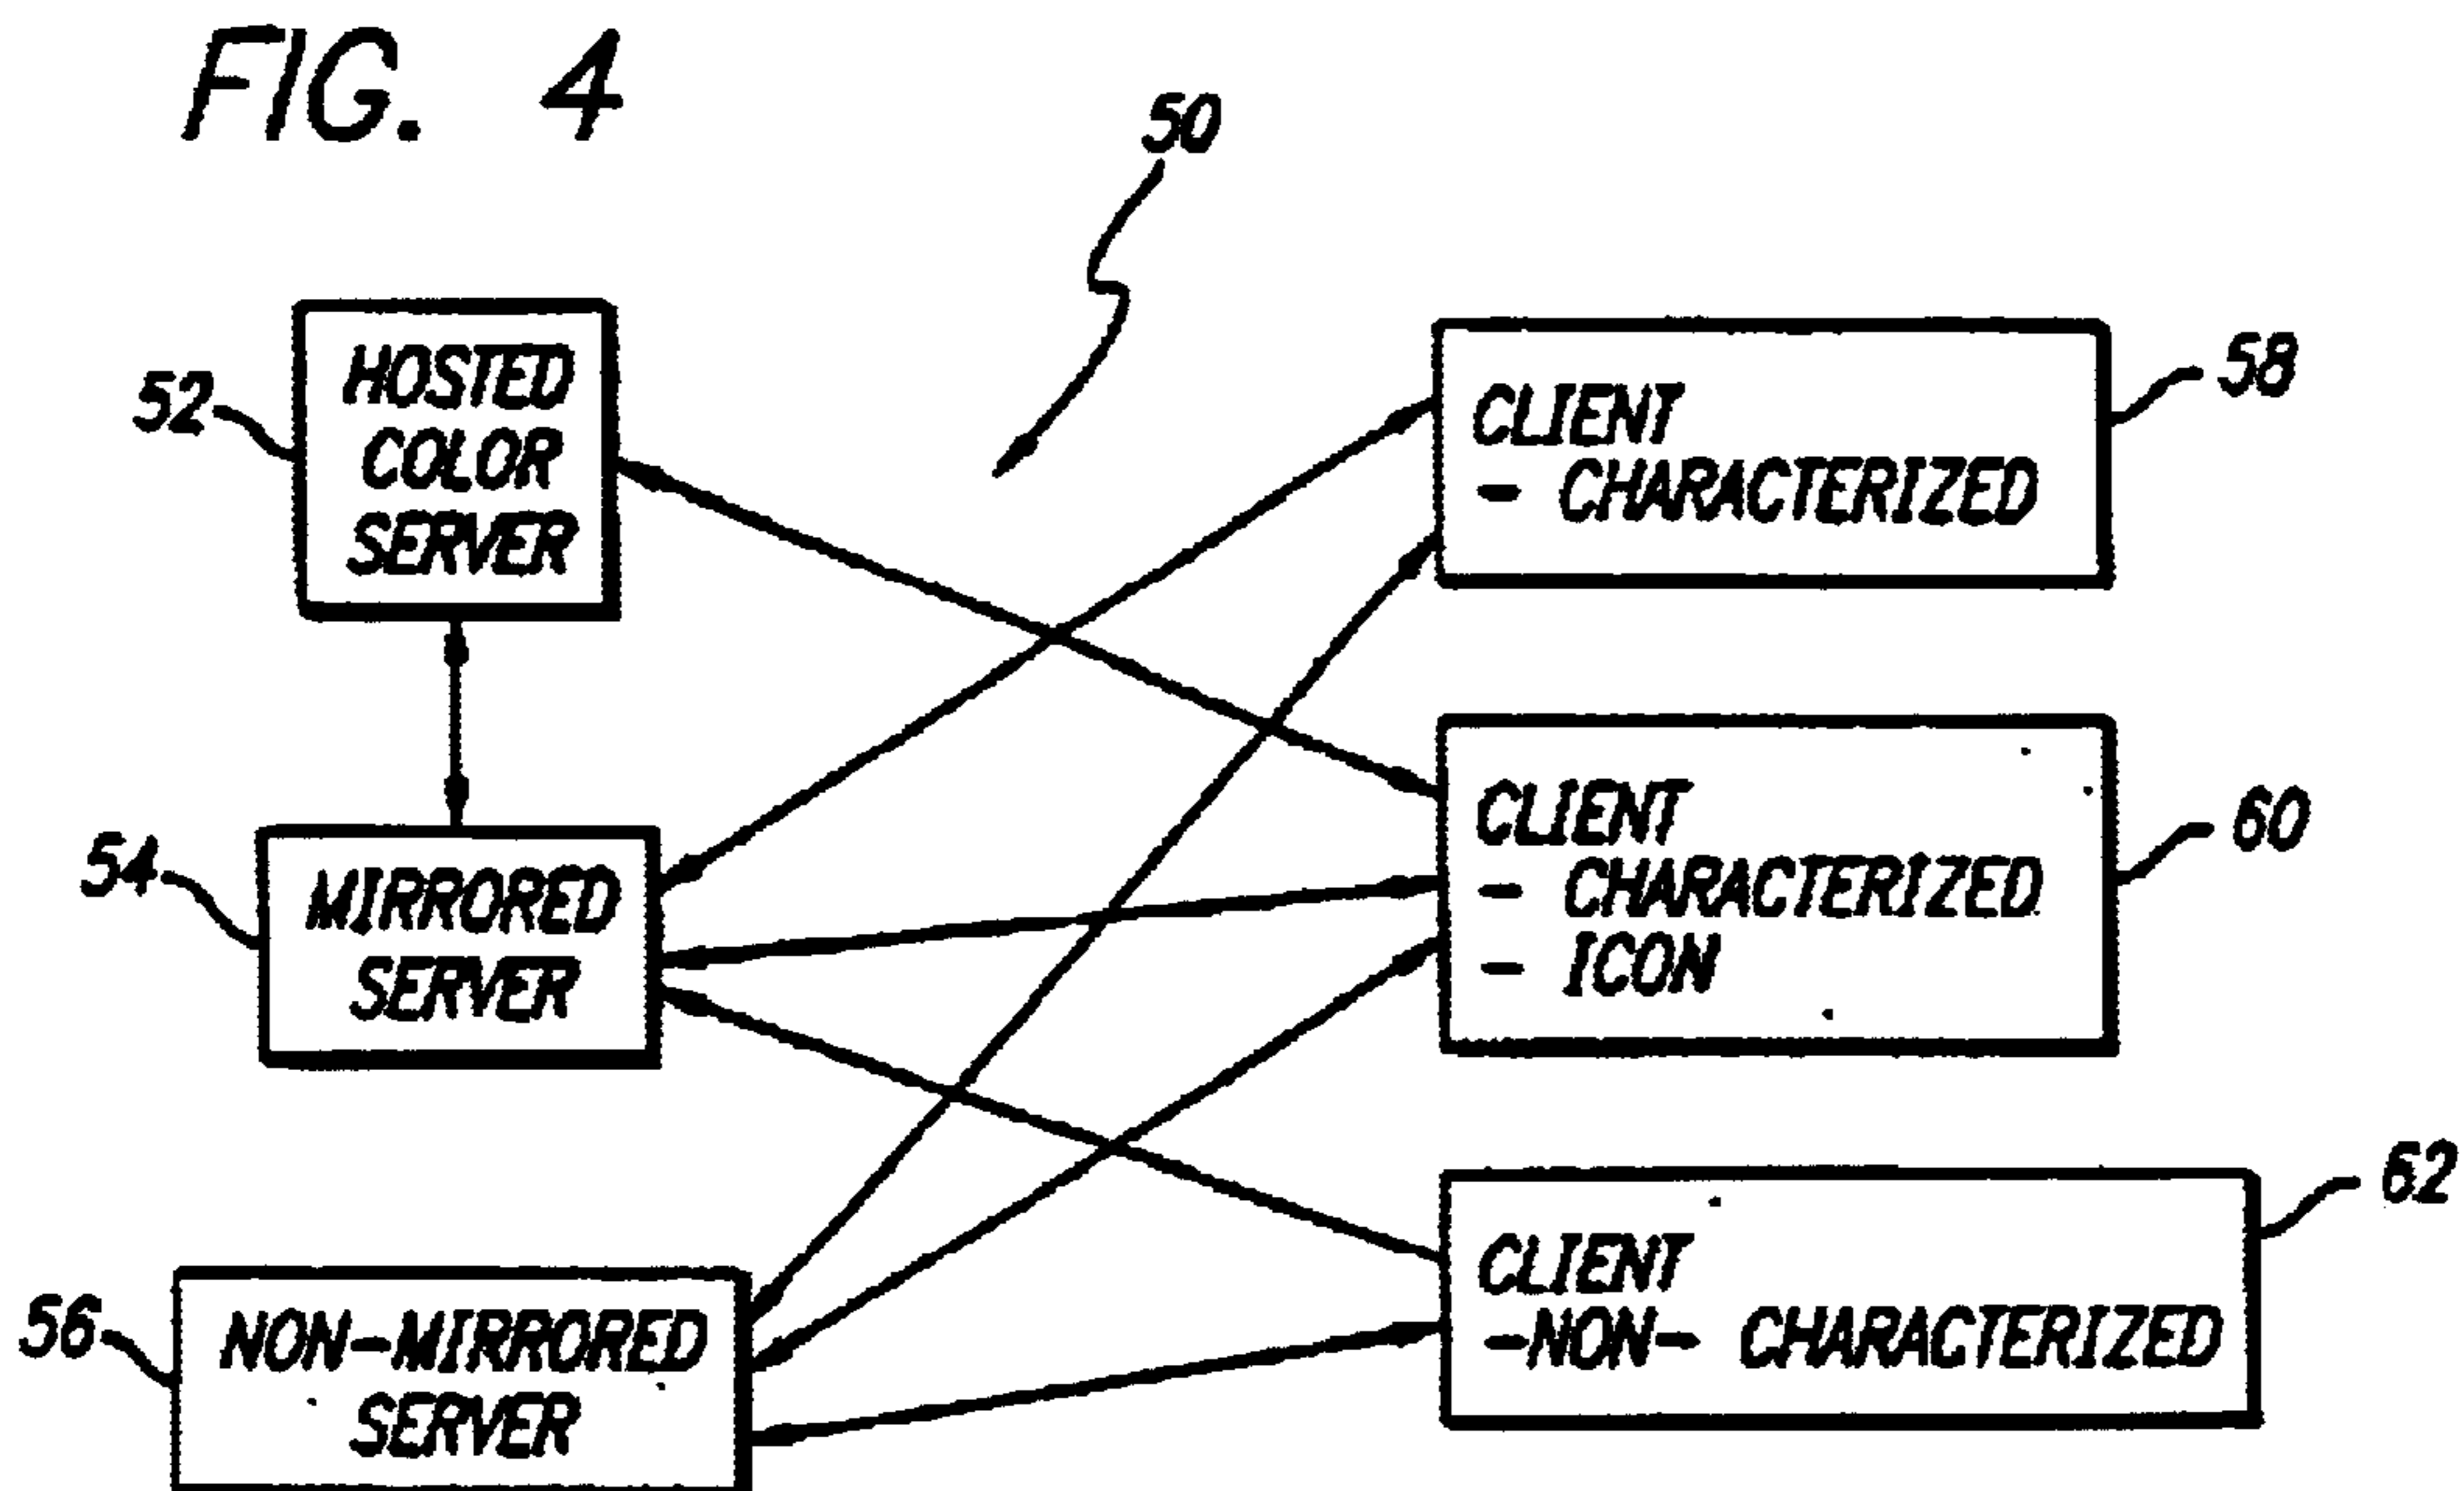 FIG. 4
50
52
HOSTED
COLOR
SERVER
58
CLIENT
- CHARACTERIZED
54
MIRRORED
SERVER
60
CLIENT
- CHARACTERIZED
- ICON
56
NON-MIRRORED
SERVER
62
CLIENT
-NON- CHARACTERIZED